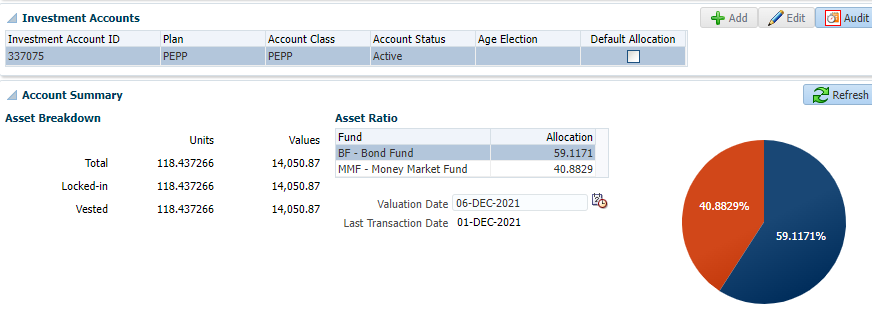 Investment Accounts
Add Edit Audit
Investment Account ID Plan Account Class Account Status Age Election Default Allocation
337075 PEPP PEPP Active
Account Summary
Refresh
Asset Breakdown
Units Values
Total 118.437266 14,050.87
Locked-in 118.437266 14,050.87
Vested 118.437266 14,050.87
Asset Ratio
Fund Allocation
BF - Bond Fund 59.1171
MMF - Money Market Fund 40.8829
Valuation Date 06-DEC-2021
Last Transaction Date 01-DEC-2021
40.8829%
59.1171%